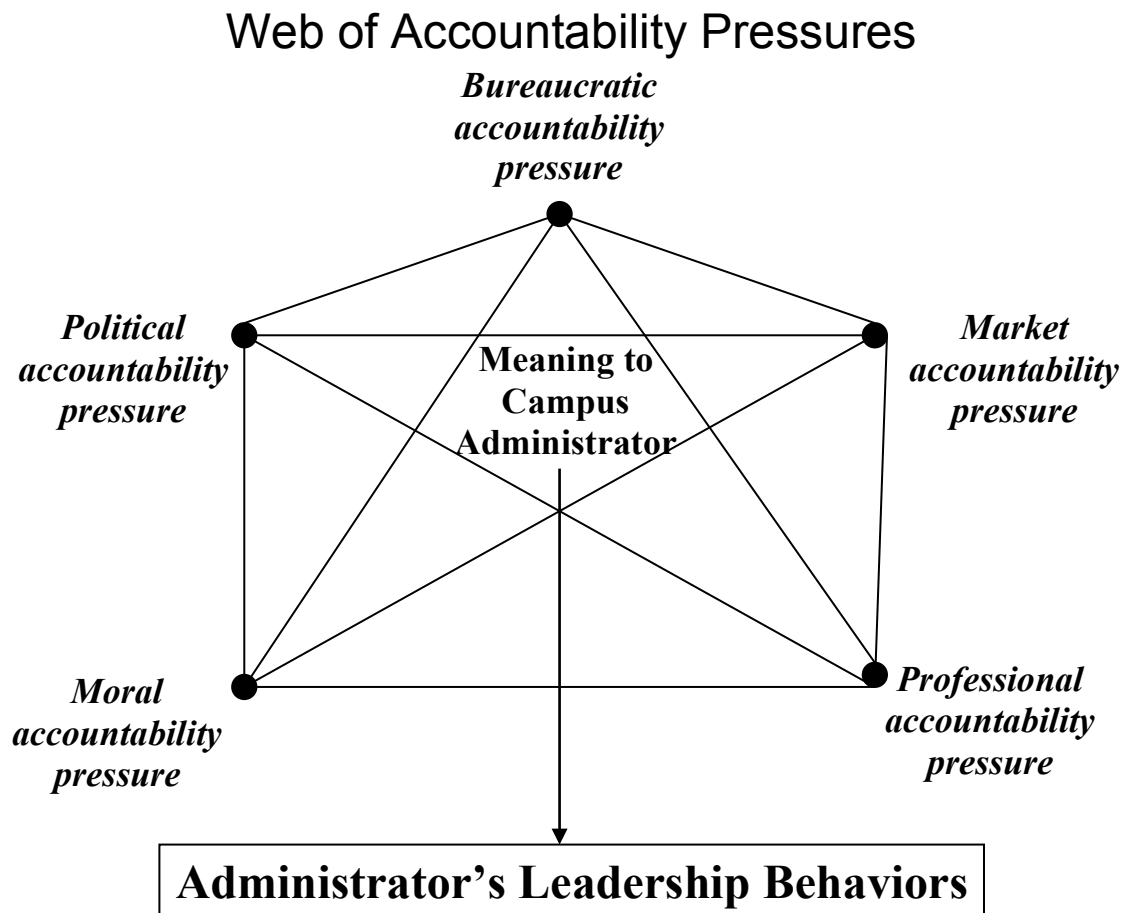 Web of Accountability Pressures
Bureaucratic
accountability
pressure
Political
accountability
pressure
Market
accountability
pressure
Meaning to
Campus
Administrator
Moral
accountability
pressure
Professional
accountability
pressure
Administrator’s Leadership Behaviors